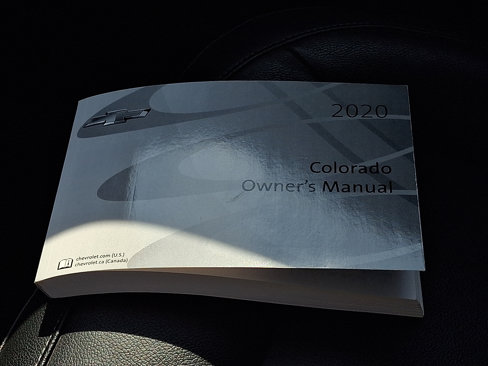 2020
Colorado
Owner's Manual
chevrolet.com (U.S.)
chevrolet.ca (Canada)